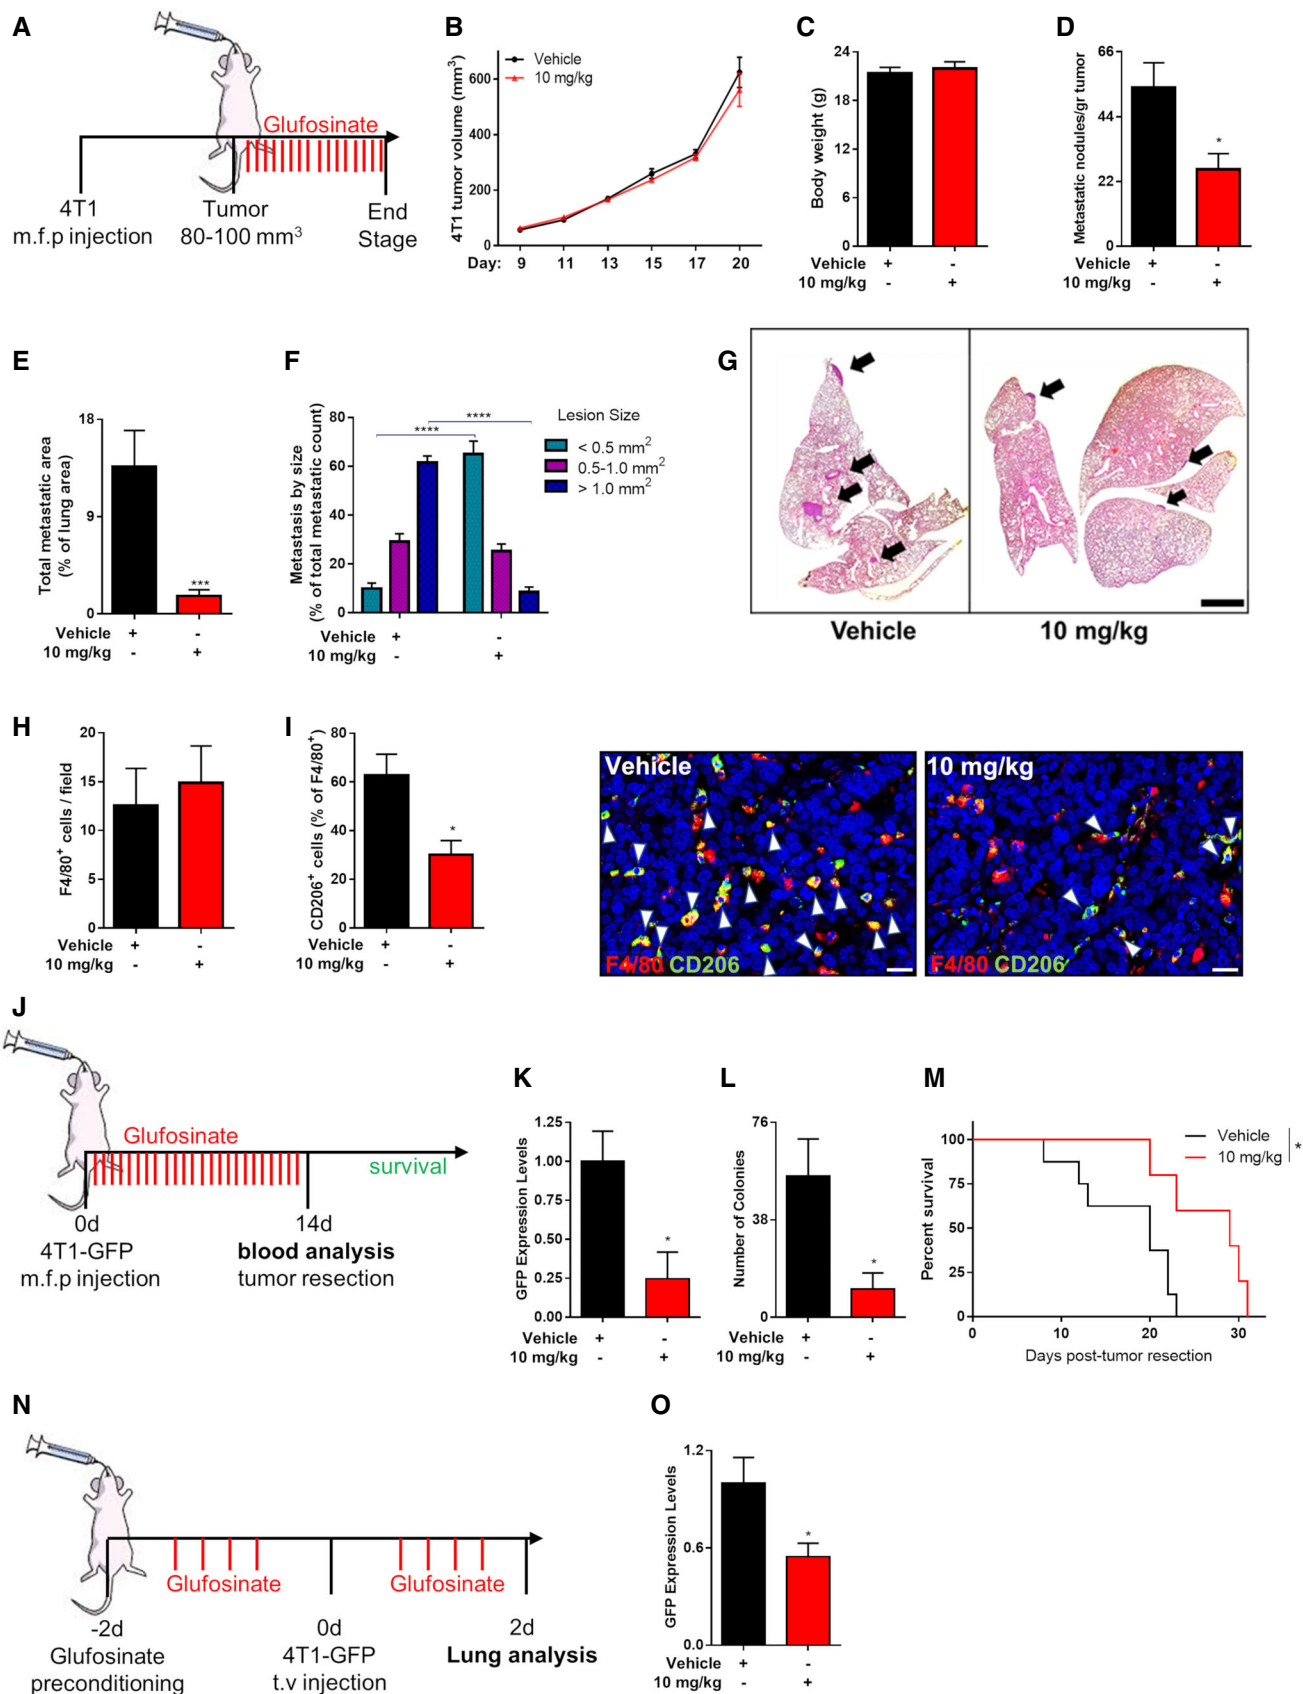 A
Glufosinate
4T1
m.f.p injection
Tumor
80-100 mm³
End
Stage
B
4T1 tumor volume (mm³)
Vehicle
10 mg/kg
600
400
200
0
Day: 9 11 13 15 17 20
C
Body weight (g)
24
18
12
6
0
Vehicle + -
10 mg/kg - +
D
Metastatic nodules/gr tumor
66
44
22
0
*
Vehicle + -
10 mg/kg - +
E
Total metastatic area
(% of lung area)
18
9
0
***
Vehicle + -
10 mg/kg - +
F
Metastasis by size
(% of total metastatic count)
80
60
40
20
0
****
****
Lesion Size
< 0.5 mm²
0.5-1.0 mm²
> 1.0 mm²
Vehicle + -
10 mg/kg - +
G
Vehicle
10 mg/kg
H
F4/80⁺ cells / field
20
15
10
5
0
Vehicle + -
10 mg/kg - +
I
CD206⁺ cells (% of F4/80⁺)
80
60
40
20
0
*
Vehicle + -
10 mg/kg - +
Vehicle
F4/80 CD206
10 mg/kg
F4/80 CD206
J
Glufosinate
survival
0d
4T1-GFP
m.f.p injection
14d
blood analysis
tumor resection
K
GFP Expression Levels
1.25
1.00
0.75
0.50
0.25
0.00
*
Vehicle + -
10 mg/kg - +
L
Number of Colonies
76
38
0
*
Vehicle + -
10 mg/kg - +
M
Percent survival
100
75
50
25
0
Vehicle
10 mg/kg
*
0 10 20 30
Days post-tumor resection
N
Glufosinate
Glufosinate
-2d
Glufosinate
preconditioning
0d
4T1-GFP
t.v injection
2d
Lung analysis
O
GFP Expression Levels
1.2
0.6
0.0
*
Vehicle + -
10 mg/kg - +